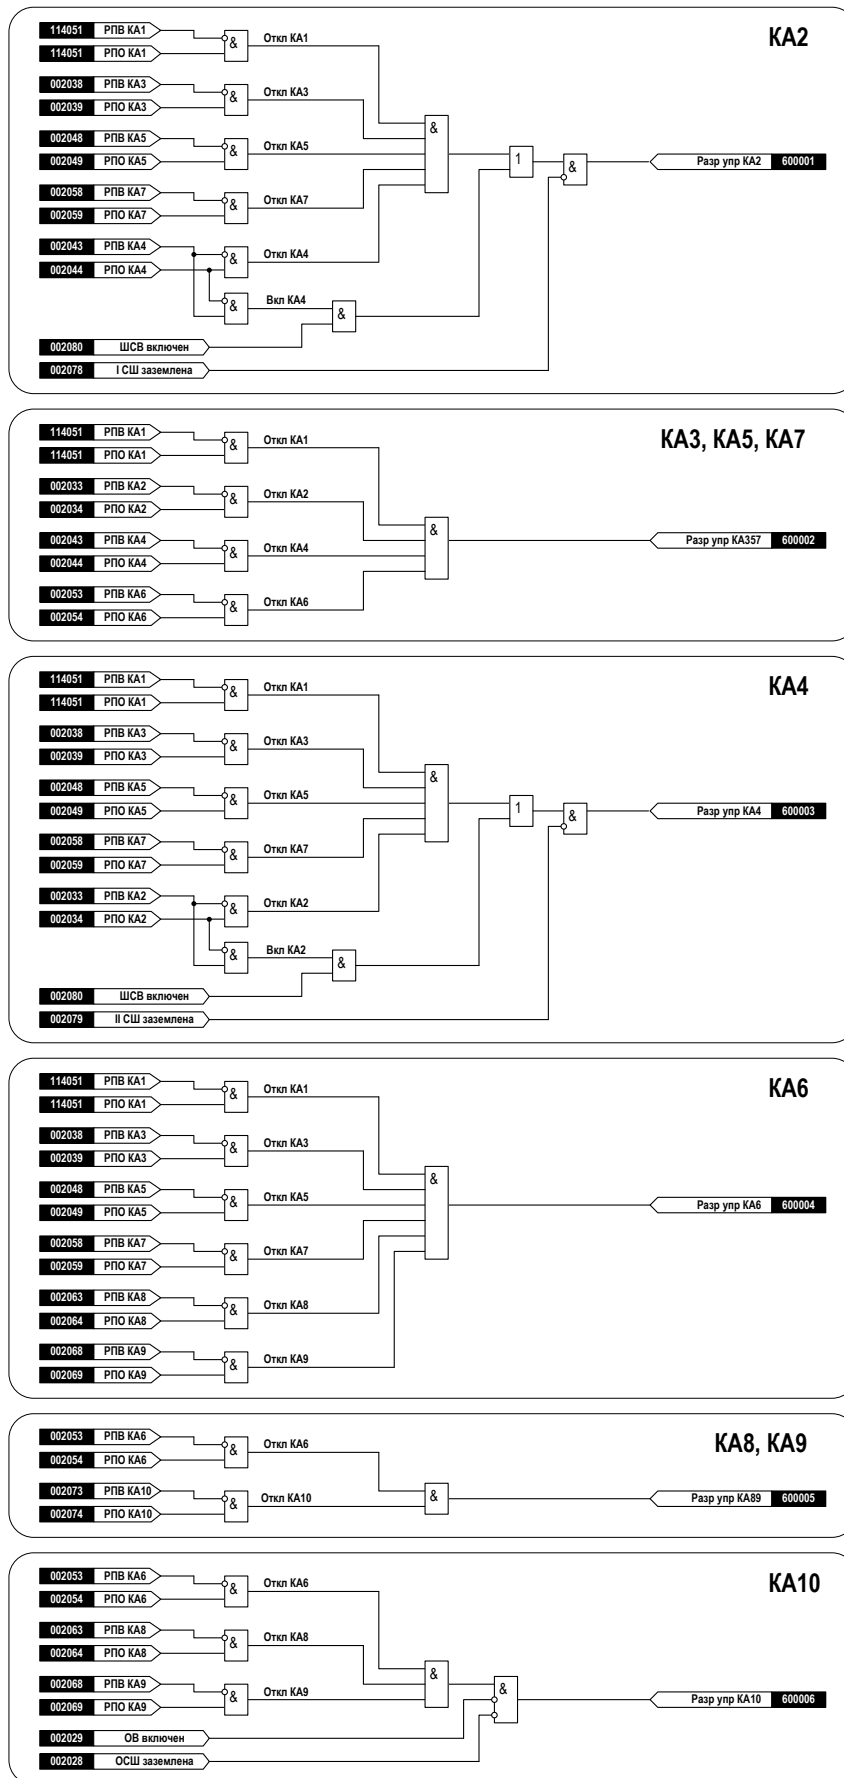 КА2
114051 РПВ КА1
114051 РПО КА1
& Откл КА1
002038 РПВ КА3
002039 РПО КА3
& Откл КА3
002048 РПВ КА5
002049 РПО КА5
& Откл КА5
002058 РПВ КА7
002059 РПО КА7
& Откл КА7
002043 РПВ КА4
002044 РПО КА4
& Откл КА4
& Вкл КА4
&
&
1
&
Разр упр КА2 600001
002080 ШСВ включен
002078 I СШ заземлена
КА3, КА5, КА7
114051 РПВ КА1
114051 РПО КА1
& Откл КА1
002033 РПВ КА2
002034 РПО КА2
& Откл КА2
002043 РПВ КА4
002044 РПО КА4
& Откл КА4
002053 РПВ КА6
002054 РПО КА6
& Откл КА6
&
Разр упр КА357 600002
КА4
114051 РПВ КА1
114051 РПО КА1
& Откл КА1
002038 РПВ КА3
002039 РПО КА3
& Откл КА3
002048 РПВ КА5
002049 РПО КА5
& Откл КА5
002058 РПВ КА7
002059 РПО КА7
& Откл КА7
002033 РПВ КА2
002034 РПО КА2
& Откл КА2
& Вкл КА2
&
&
1
&
Разр упр КА4 600003
002080 ШСВ включен
002079 II СШ заземлена
КА6
114051 РПВ КА1
114051 РПО КА1
& Откл КА1
002038 РПВ КА3
002039 РПО КА3
& Откл КА3
002048 РПВ КА5
002049 РПО КА5
& Откл КА5
002058 РПВ КА7
002059 РПО КА7
& Откл КА7
002063 РПВ КА8
002064 РПО КА8
& Откл КА8
002068 РПВ КА9
002069 РПО КА9
& Откл КА9
&
Разр упр КА6 600004
КА8, КА9
002053 РПВ КА6
002054 РПО КА6
& Откл КА6
002073 РПВ КА10
002074 РПО КА10
& Откл КА10
&
Разр упр КА89 600005
КА10
002053 РПВ КА6
002054 РПО КА6
& Откл КА6
002063 РПВ КА8
002064 РПО КА8
& Откл КА8
002068 РПВ КА9
002069 РПО КА9
& Откл КА9
&
&
Разр упр КА10 600006
002029 ОВ включен
002028 ОСШ заземлена